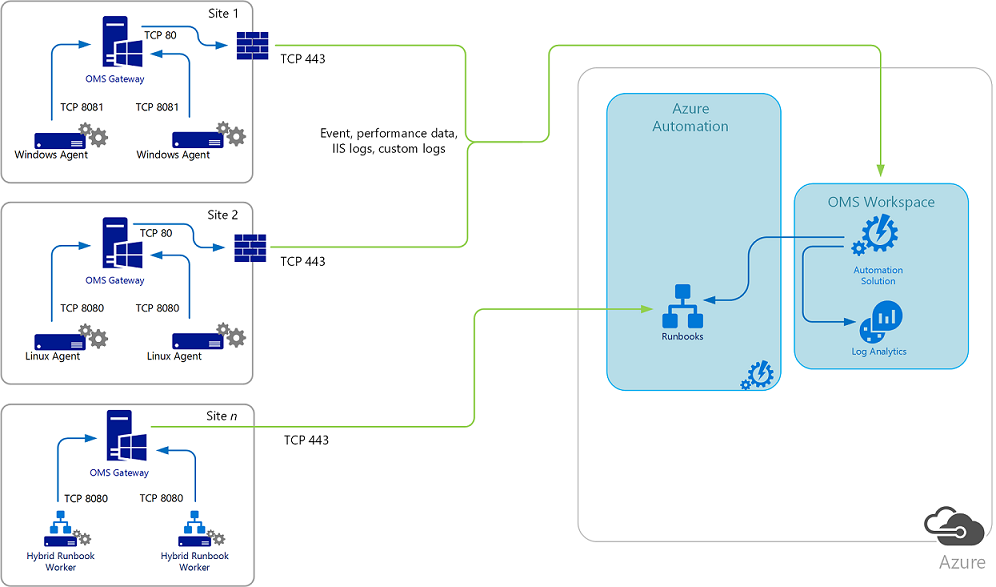 Site 1
TCP 80
OMS Gateway
TCP 8081
TCP 8081
Windows Agent
Windows Agent
TCP 443
Event, performance data,
IIS logs, custom logs
Site 2
TCP 80
OMS Gateway
TCP 8080
TCP 8080
Linux Agent
Linux Agent
TCP 443
Site n
OMS Gateway
TCP 8080
TCP 8080
Hybrid Runbook
Worker
Hybrid Runbook
Worker
TCP 443
Azure
Automation
Runbooks
OMS Workspace
Automation
Solution
Log Analytics
Azure